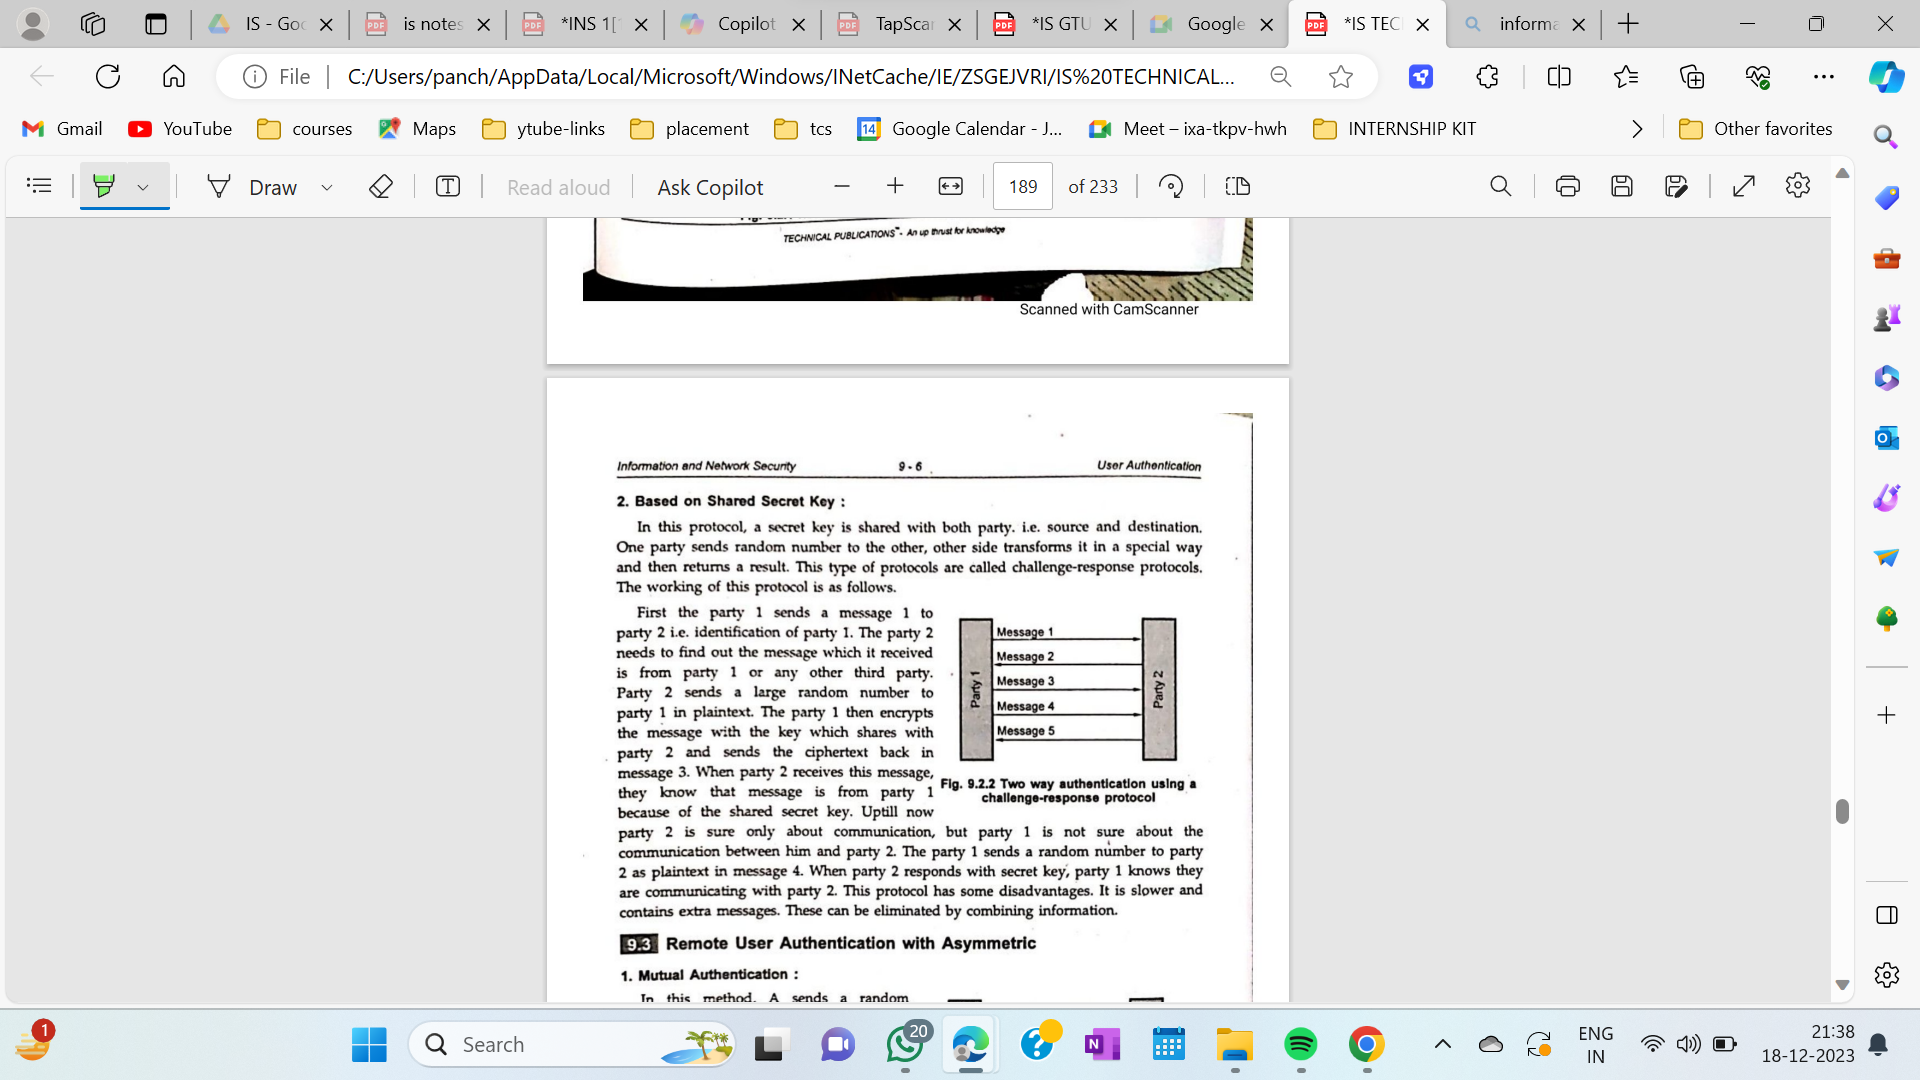 IS - Goo
is notes
*INS 1[1
Copilot
TapScar
*IS GTU
Google
*IS TEC
informa
File
C:/Users/panch/AppData/Local/Microsoft/Windows/INetCache/IE/ZSGEJVRI/IS%20TECHNICAL...
Gmail
YouTube
courses
Maps
ytube-links
placement
tcs
14
Google Calendar - J...
Meet – ixa-tkpv-hwh
INTERNSHIP KIT
Other favorites
Draw
Read aloud
Ask Copilot
189
of 233
TECHNICAL PUBLICATIONS™- An up thrust for knowledge
Scanned with CamScanner
Information and Network Security 9 - 6 User Authentication
2. Based on Shared Secret Key :
In this protocol, a secret key is shared with both party. i.e. source and destination.
One party sends random number to the other, other side transforms it in a special way
and then returns a result. This type of protocols are called challenge-response protocols.
The working of this protocol is as follows.
First the party 1 sends a message 1 to
party 2 i.e. identification of party 1. The party 2
needs to find out the message which it received
is from party 1 or any other third party.
Party 2 sends a large random number to
party 1 in plaintext. The party 1 then encrypts
the message with the key which shares with
party 2 and sends the ciphertext back in
message 3. When party 2 receives this message,
they know that message is from party 1
because of the shared secret key. Uptill now
Party 1
Message 1
Message 2
Message 3
Message 4
Message 5
Party 2
Fig. 9.2.2 Two way authentication using a
challenge-response protocol
party 2 is sure only about communication, but party 1 is not sure about the
communication between him and party 2. The party 1 sends a random number to party
2 as plaintext in message 4. When party 2 responds with secret key, party 1 knows they
are communicating with party 2. This protocol has some disadvantages. It is slower and
contains extra messages. These can be eliminated by combining information.
9.3 Remote User Authentication with Asymmetric
1. Mutual Authentication :
In this method, A sends a random
1
Search
20
ENG
IN
21:38
18-12-2023